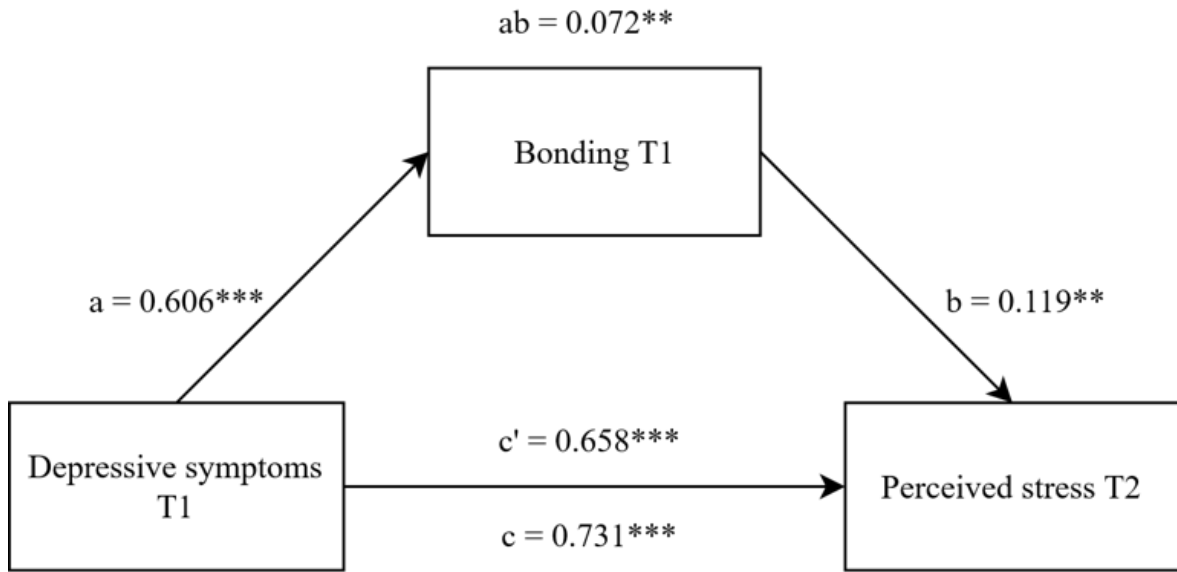 ab = 0.072**
Bonding T1
a = 0.606***
b = 0.119**
Depressive symptoms
T1
c' = 0.658***
c = 0.731***
Perceived stress T2